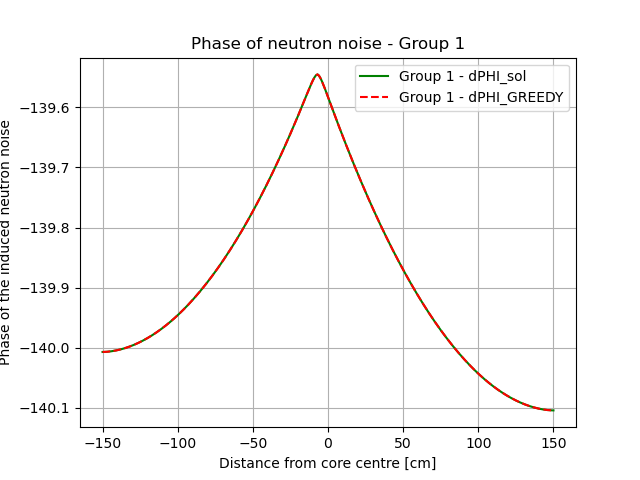 Phase of neutron noise - Group 1
Group 1 - dPHI_sol
Group 1 - dPHI_GREEDY
Phase of the induced neutron noise
−139.6
−139.7
−139.8
−139.9
−140.0
−140.1
−150
−100
−50
0
50
100
150
Distance from core centre [cm]